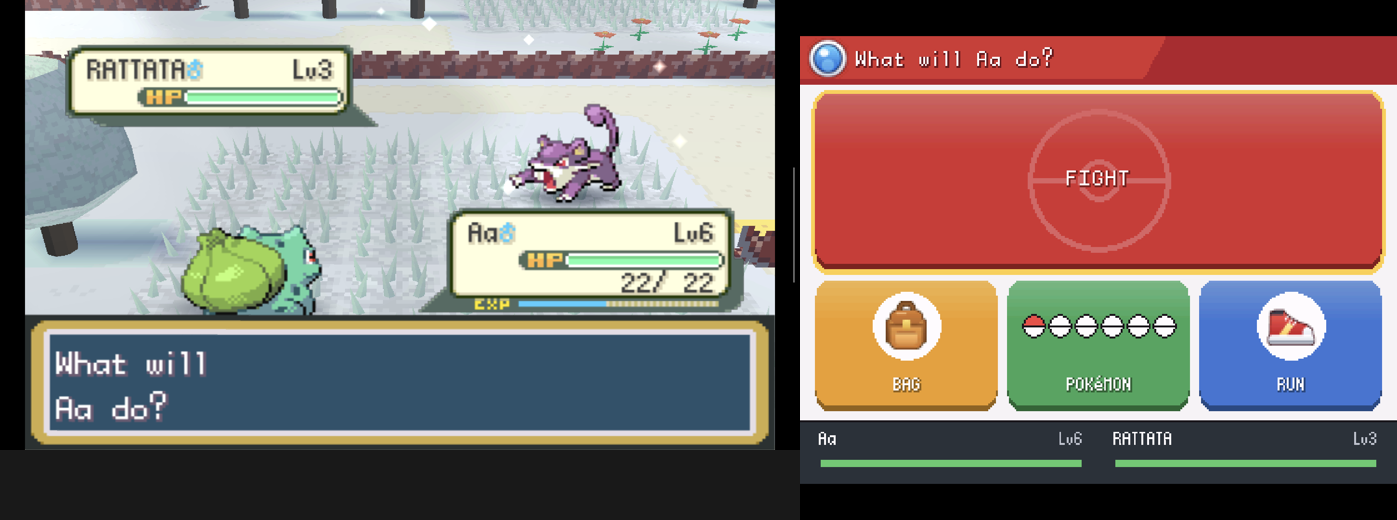 RATTATA♂ Lv3
HP
Aa♂ Lv6
HP
22/ 22
EXP
What will
Aa do?
What will Aa do?
FIGHT
BAG
POKéMON
RUN
Aa Lv6 RATTATA Lv3